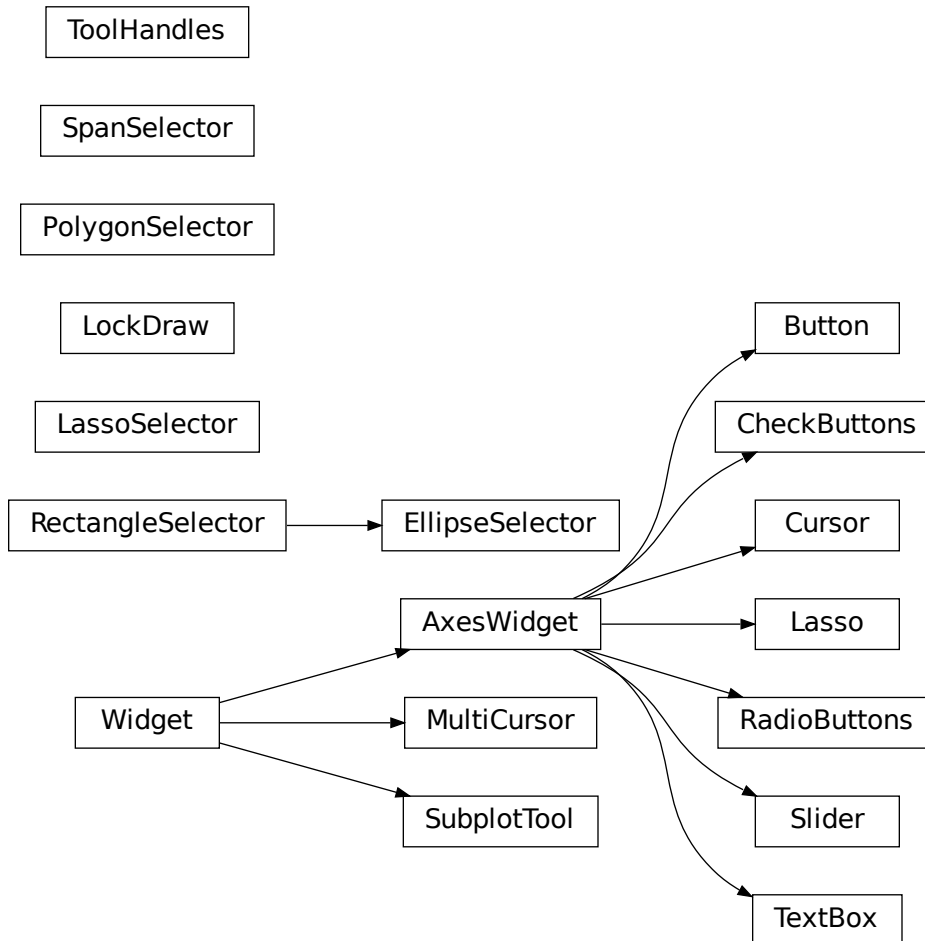 ToolHandles
SpanSelector
PolygonSelector
LockDraw
Button
LassoSelector
CheckButtons
RectangleSelector
EllipseSelector
Cursor
AxesWidget
Lasso
Widget
MultiCursor
RadioButtons
SubplotTool
Slider
TextBox